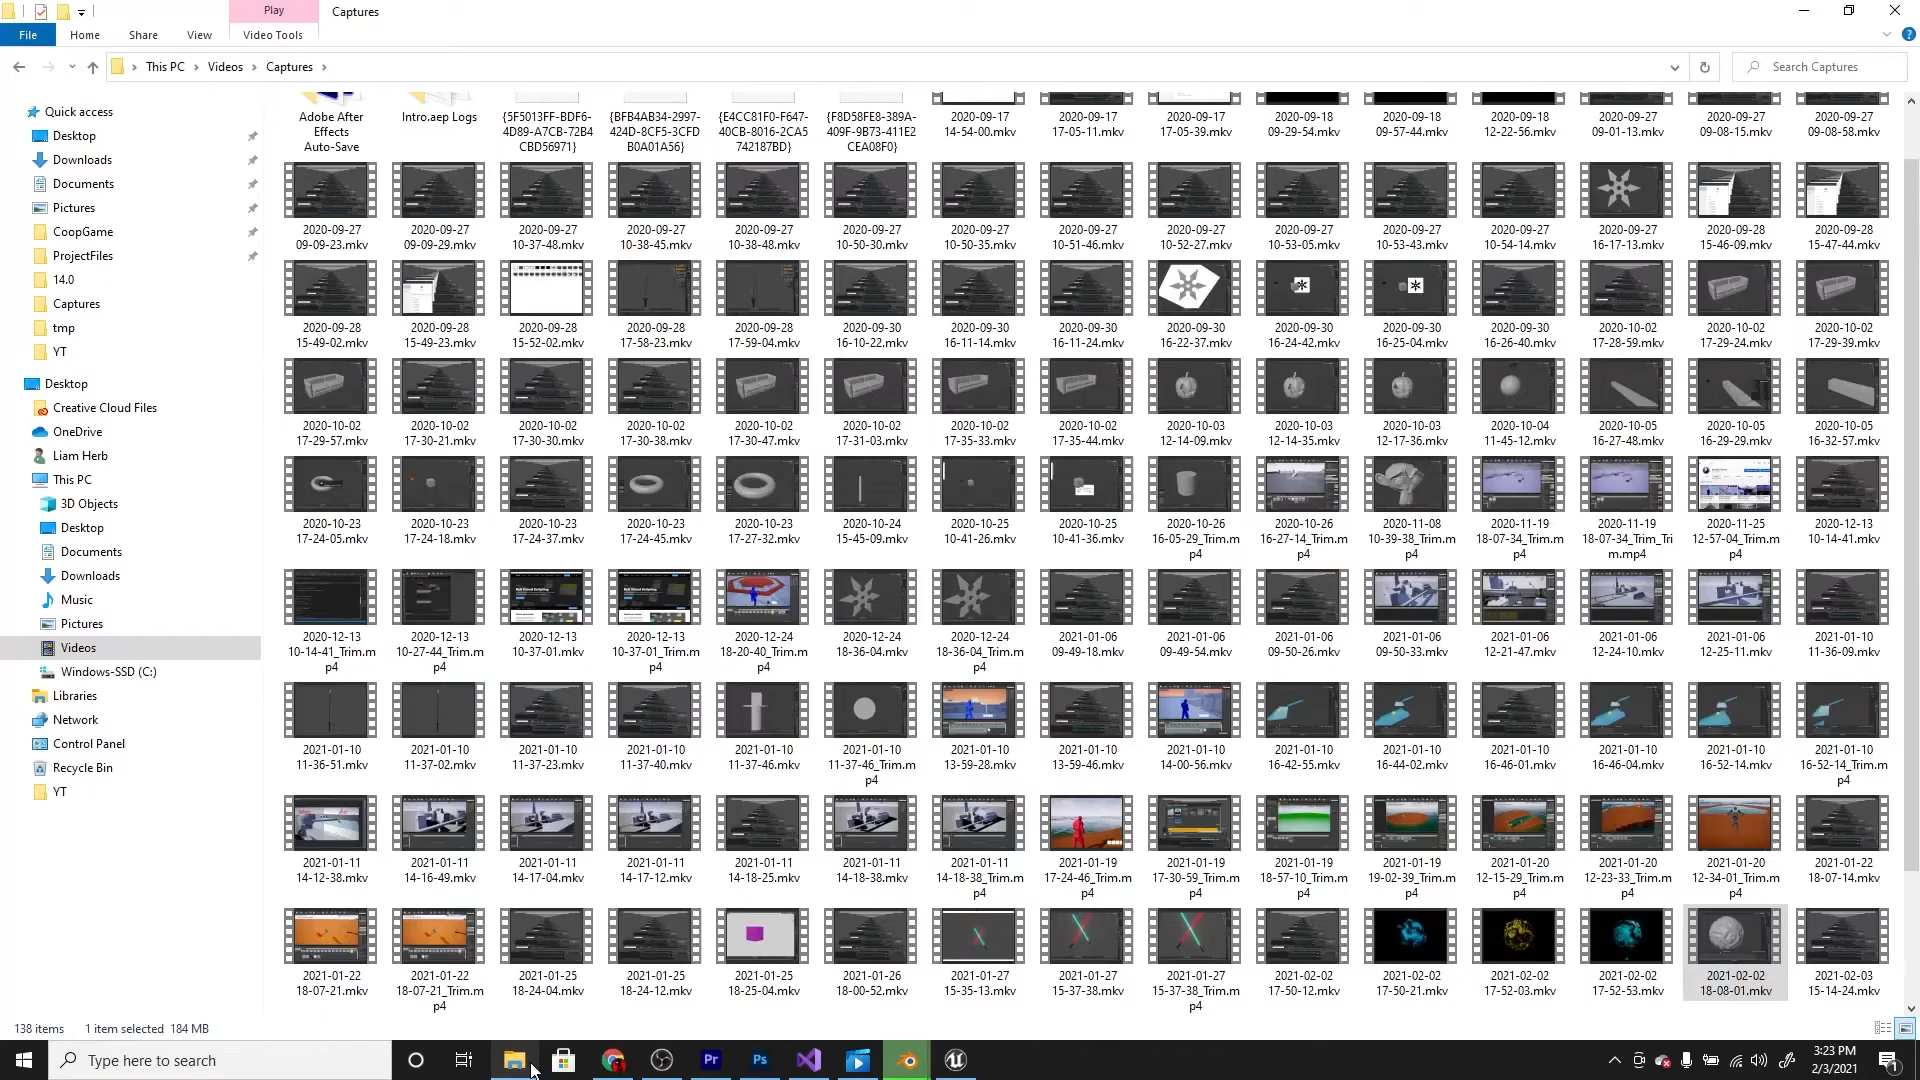 Play
Captures
File
Home
Share
View
Video Tools
This PC
Videos
Captures
Search Captures
Quick access
Desktop
Downloads
Documents
Pictures
CoopGame
ProjectFiles
14.0
Captures
tmp
YT
Desktop
Creative Cloud Files
OneDrive
Liam Herb
This PC
3D Objects
Desktop
Documents
Downloads
Music
Pictures
Videos
Windows-SSD (C:)
Libraries
Network
Control Panel
Recycle Bin
YT
Adobe After
Effects
Auto-Save
Intro.aep Logs
{5F5013FF-BDF6-
4D89-A7CB-72B4
CBD56971}
{BFB4AB34-2997-
424D-8CF5-3CFD
B0A01A56}
{E4CC81F0-F647-
40CB-8016-2CA5
742187BD}
{F8D58FE8-389A-
409F-9B73-411E2
CEA08F0}
2020-09-17
14-54-00.mkv
2020-09-17
17-05-11.mkv
2020-09-17
17-05-39.mkv
2020-09-18
09-29-54.mkv
2020-09-18
09-57-44.mkv
2020-09-18
12-22-56.mkv
2020-09-27
09-01-13.mkv
2020-09-27
09-08-15.mkv
2020-09-27
09-08-58.mkv
2020-09-27
09-09-23.mkv
2020-09-27
09-09-29.mkv
2020-09-27
10-37-48.mkv
2020-09-27
10-38-45.mkv
2020-09-27
10-38-48.mkv
2020-09-27
10-50-30.mkv
2020-09-27
10-50-35.mkv
2020-09-27
10-51-46.mkv
2020-09-27
10-52-27.mkv
2020-09-27
10-53-05.mkv
2020-09-27
10-53-43.mkv
2020-09-27
10-54-14.mkv
2020-09-27
16-17-13.mkv
2020-09-28
15-46-09.mkv
2020-09-28
15-47-44.mkv
2020-09-28
15-49-02.mkv
2020-09-28
15-49-23.mkv
2020-09-28
15-52-02.mkv
2020-09-28
17-58-23.mkv
2020-09-28
17-59-04.mkv
2020-09-30
16-10-22.mkv
2020-09-30
16-11-14.mkv
2020-09-30
16-11-24.mkv
2020-09-30
16-22-37.mkv
2020-09-30
16-24-42.mkv
2020-09-30
16-25-04.mkv
2020-09-30
16-26-40.mkv
2020-10-02
17-28-59.mkv
2020-10-02
17-29-24.mkv
2020-10-02
17-29-39.mkv
2020-10-02
17-29-57.mkv
2020-10-02
17-30-21.mkv
2020-10-02
17-30-30.mkv
2020-10-02
17-30-38.mkv
2020-10-02
17-30-47.mkv
2020-10-02
17-31-03.mkv
2020-10-02
17-35-33.mkv
2020-10-02
17-35-44.mkv
2020-10-03
12-14-09.mkv
2020-10-03
12-14-35.mkv
2020-10-03
12-17-36.mkv
2020-10-04
11-45-12.mkv
2020-10-05
16-27-48.mkv
2020-10-05
16-29-29.mkv
2020-10-05
16-32-57.mkv
2020-10-23
17-24-05.mkv
2020-10-23
17-24-18.mkv
2020-10-23
17-24-37.mkv
2020-10-23
17-24-45.mkv
2020-10-23
17-27-32.mkv
2020-10-24
15-45-09.mkv
2020-10-25
10-41-26.mkv
2020-10-25
10-41-36.mkv
2020-10-26
16-05-29_Trim.m
p4
2020-10-26
16-27-14_Trim.m
p4
2020-11-08
10-39-38_Trim.m
p4
2020-11-19
18-07-34_Trim.m
p4
2020-11-19
18-07-34_Trim_Tri
m.mp4
2020-11-25
12-57-04_Trim.m
p4
2020-12-13
10-14-41.mkv
2020-12-13
10-14-41_Trim.m
p4
2020-12-13
10-27-44_Trim.m
p4
2020-12-13
10-37-01.mkv
2020-12-13
10-37-01_Trim.m
p4
2020-12-24
18-20-40_Trim.m
p4
2020-12-24
18-36-04.mkv
2020-12-24
18-36-04_Trim.m
p4
2021-01-06
09-49-18.mkv
2021-01-06
09-49-54.mkv
2021-01-06
09-50-26.mkv
2021-01-06
09-50-33.mkv
2021-01-06
12-21-47.mkv
2021-01-06
12-24-10.mkv
2021-01-06
12-25-11.mkv
2021-01-10
11-36-09.mkv
2021-01-10
11-36-51.mkv
2021-01-10
11-37-02.mkv
2021-01-10
11-37-23.mkv
2021-01-10
11-37-40.mkv
2021-01-10
11-37-46.mkv
2021-01-10
11-37-46_Trim.m
p4
2021-01-10
13-59-28.mkv
2021-01-10
13-59-46.mkv
2021-01-10
14-00-56.mkv
2021-01-10
16-42-55.mkv
2021-01-10
16-44-02.mkv
2021-01-10
16-46-01.mkv
2021-01-10
16-46-04.mkv
2021-01-10
16-52-14.mkv
2021-01-10
16-52-14_Trim.m
p4
2021-01-11
14-12-38.mkv
2021-01-11
14-16-49.mkv
2021-01-11
14-17-04.mkv
2021-01-11
14-17-12.mkv
2021-01-11
14-18-25.mkv
2021-01-11
14-18-38.mkv
2021-01-11
14-18-38_Trim.m
p4
2021-01-19
17-24-46_Trim.m
p4
2021-01-19
17-30-59_Trim.m
p4
2021-01-19
18-57-10_Trim.m
p4
2021-01-19
19-02-39_Trim.m
p4
2021-01-20
12-15-29_Trim.m
p4
2021-01-20
12-23-33_Trim.m
p4
2021-01-20
12-34-01_Trim.m
p4
2021-01-22
18-07-14.mkv
2021-01-22
18-07-21.mkv
2021-01-22
18-07-21_Trim.m
p4
2021-01-25
18-24-04.mkv
2021-01-25
18-24-12.mkv
2021-01-25
18-25-04.mkv
2021-01-26
18-00-52.mkv
2021-01-27
15-35-13.mkv
2021-01-27
15-37-38.mkv
2021-01-27
15-37-38_Trim.m
p4
2021-02-02
17-50-12.mkv
2021-02-02
17-50-21.mkv
2021-02-02
17-52-03.mkv
2021-02-02
17-52-53.mkv
2021-02-02
18-08-01.mkv
2021-02-03
15-14-24.mkv
138 items
1 item selected 184 MB
Type here to search
Pr
Ps
3:23 PM
2/3/2021
1